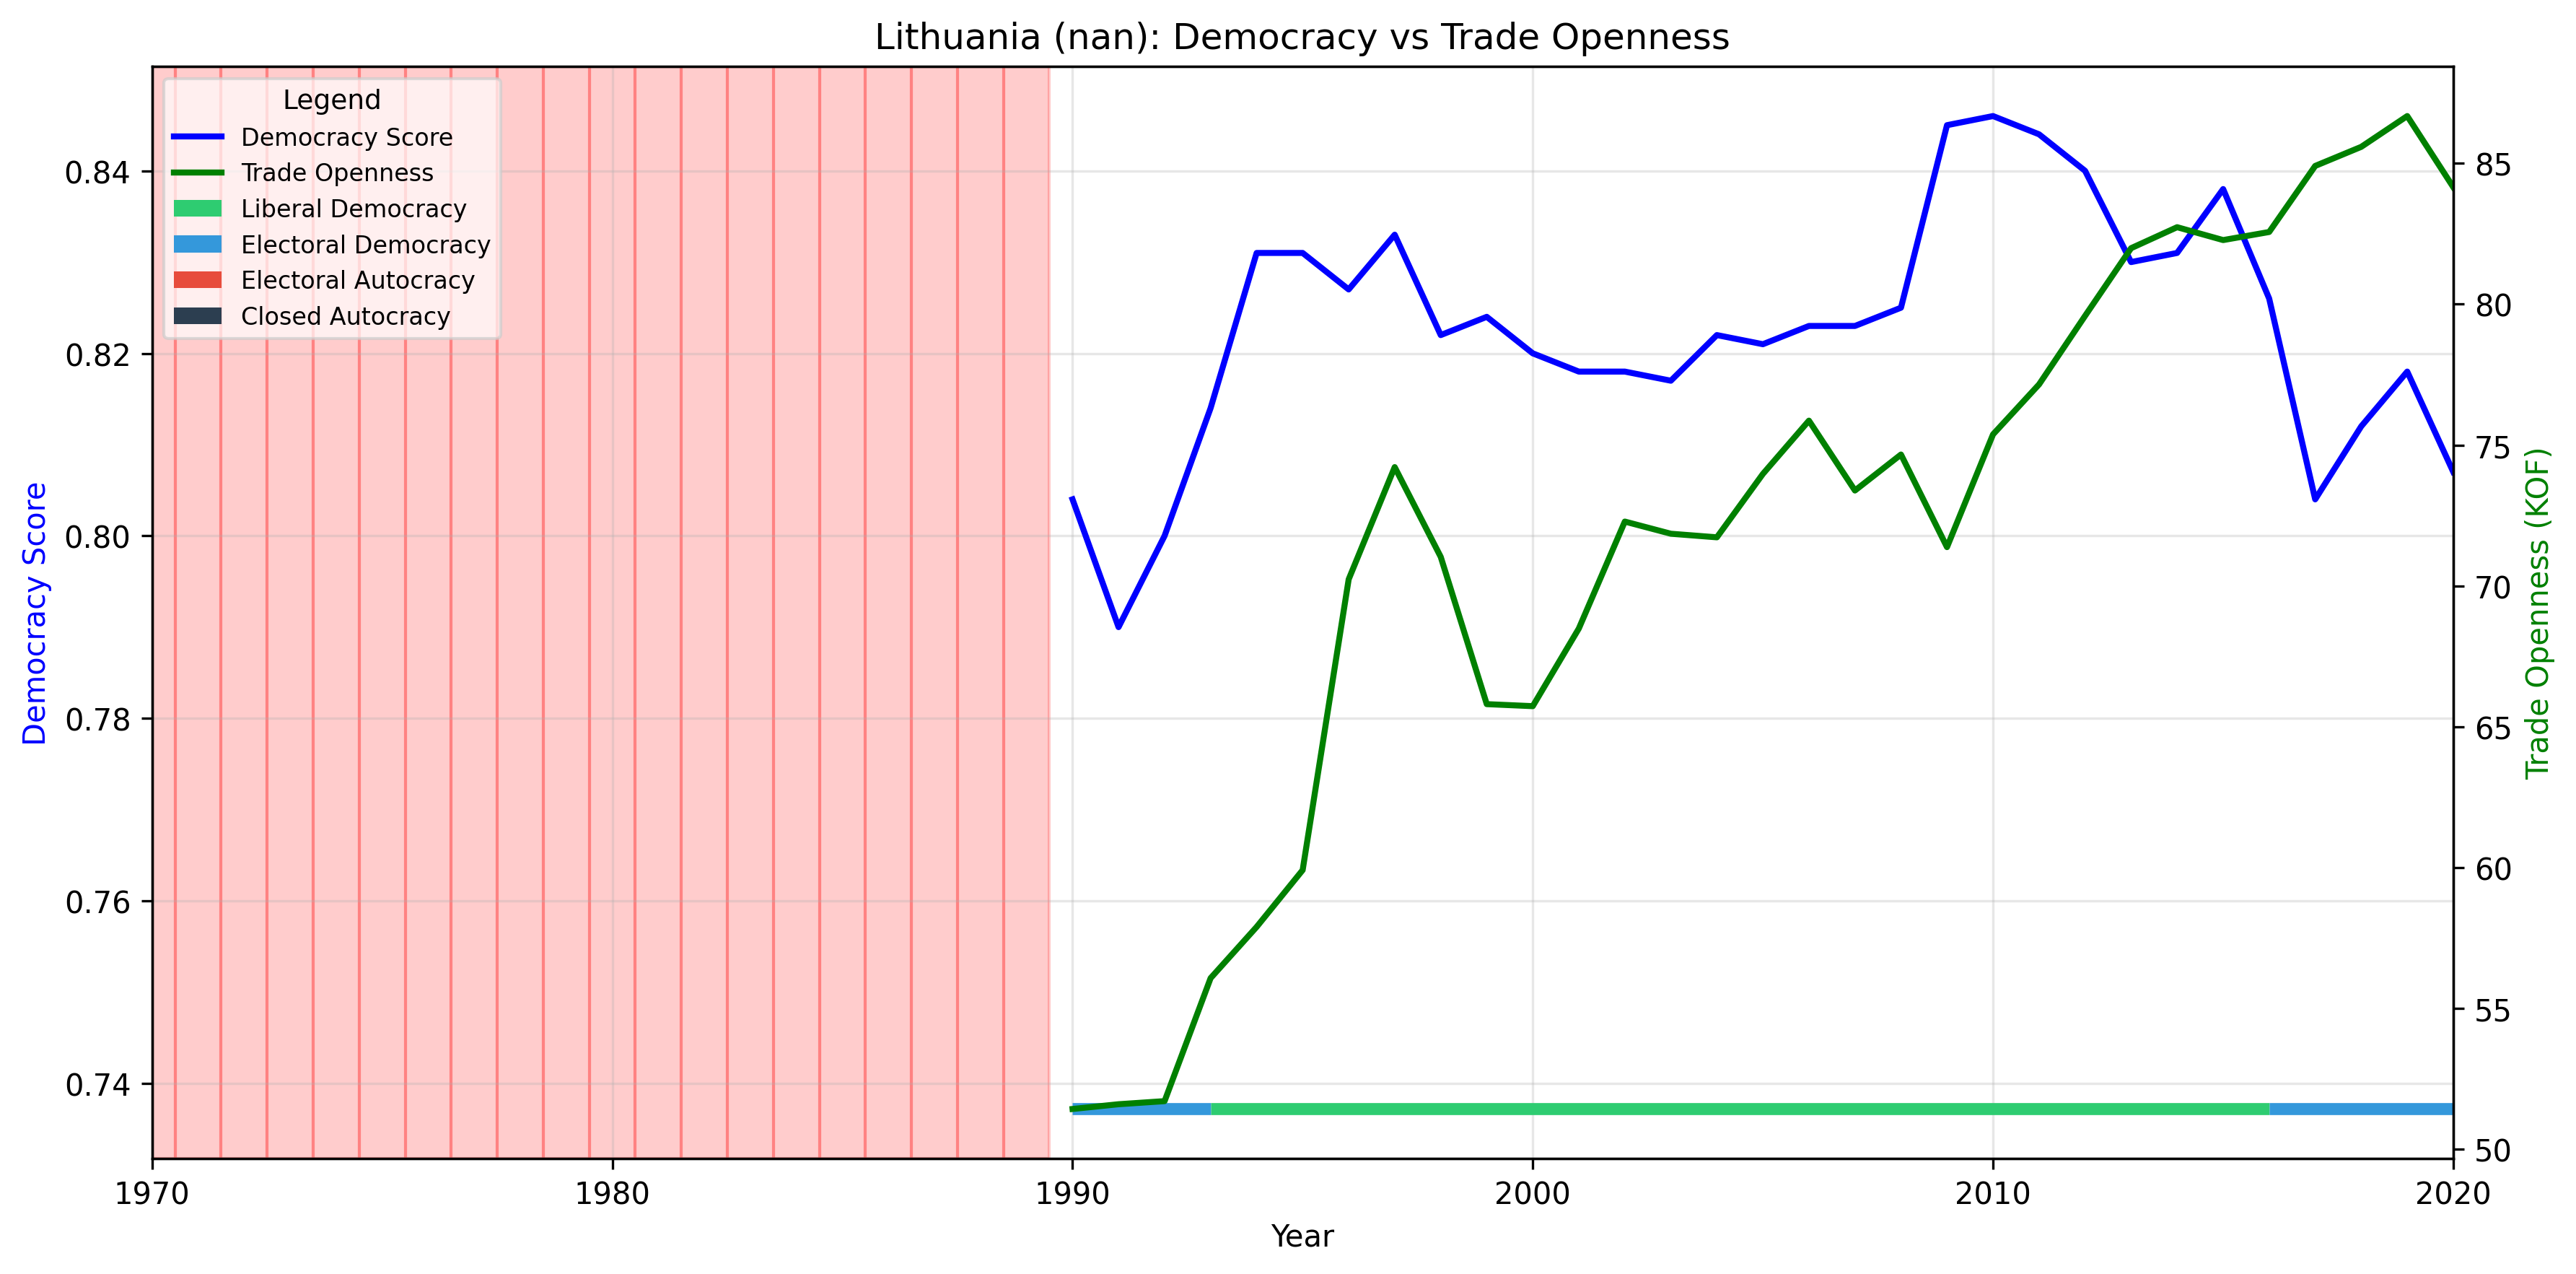 Lithuania (nan): Democracy vs Trade Openness
Legend
Democracy Score
Trade Openness
Liberal Democracy
Electoral Democracy
Electoral Autocracy
Closed Autocracy
Democracy Score
0.84
0.82
0.80
0.78
0.76
0.74
85
80
75
70
65
60
55
50
Trade Openness (KOF)
1970
1980
1990
2000
2010
2020
Year